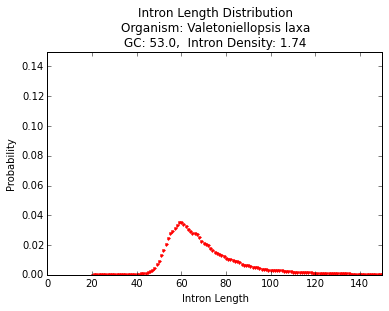 Intron Length Distribution
Organism: Valetoniellopsis laxa
GC: 53.0,  Intron Density: 1.74
0.14
0.12
0.10
0.08
0.06
0.04
0.02
0.00
Probability
0 20 40 60 80 100 120 140
Intron Length